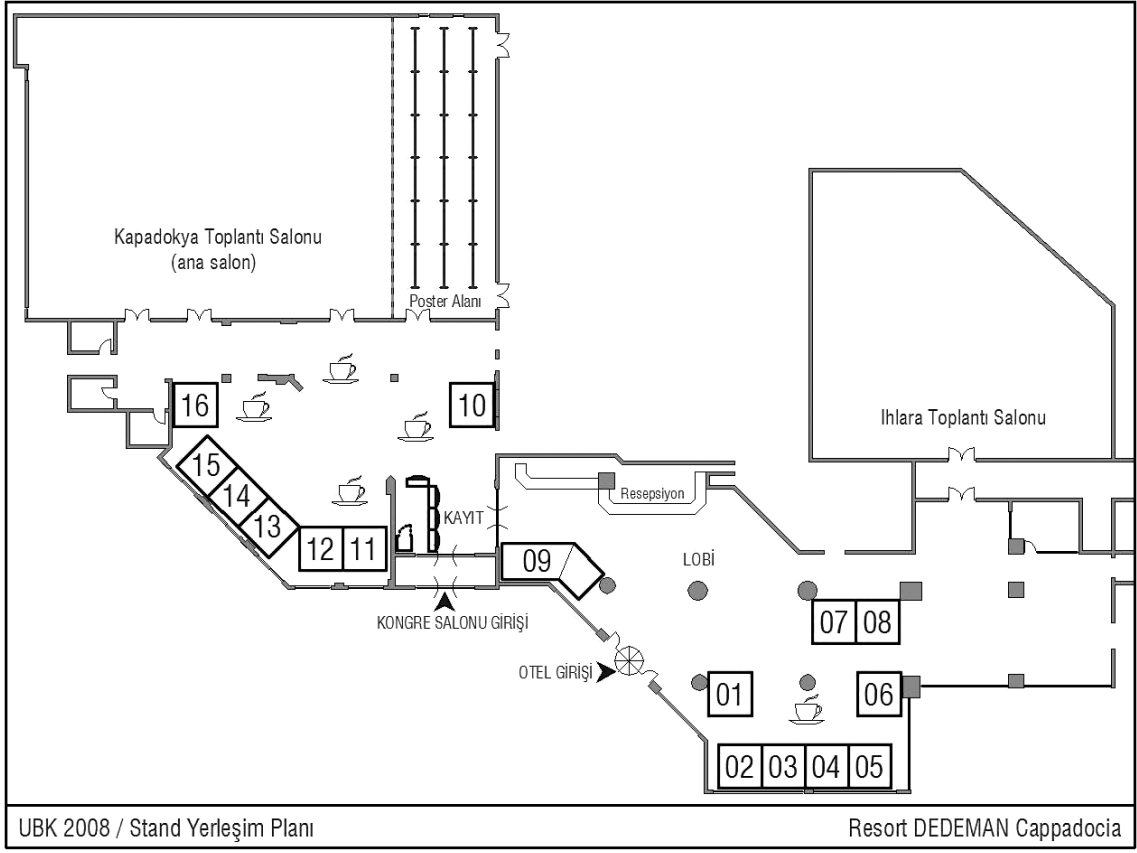 Kapadokya Toplantı Salonu
(ana salon)
Poster Alanı
16
10
Ihlara Toplantı Salonu
15
14
13
12
11
KAYIT
Resepsiyon
09
LOBİ
KONGRE SALONU GİRİŞİ
07
08
OTEL GİRİŞİ
01
06
02
03
04
05
UBK 2008 / Stand Yerleşim Planı
Resort DEDEMAN Cappadocia